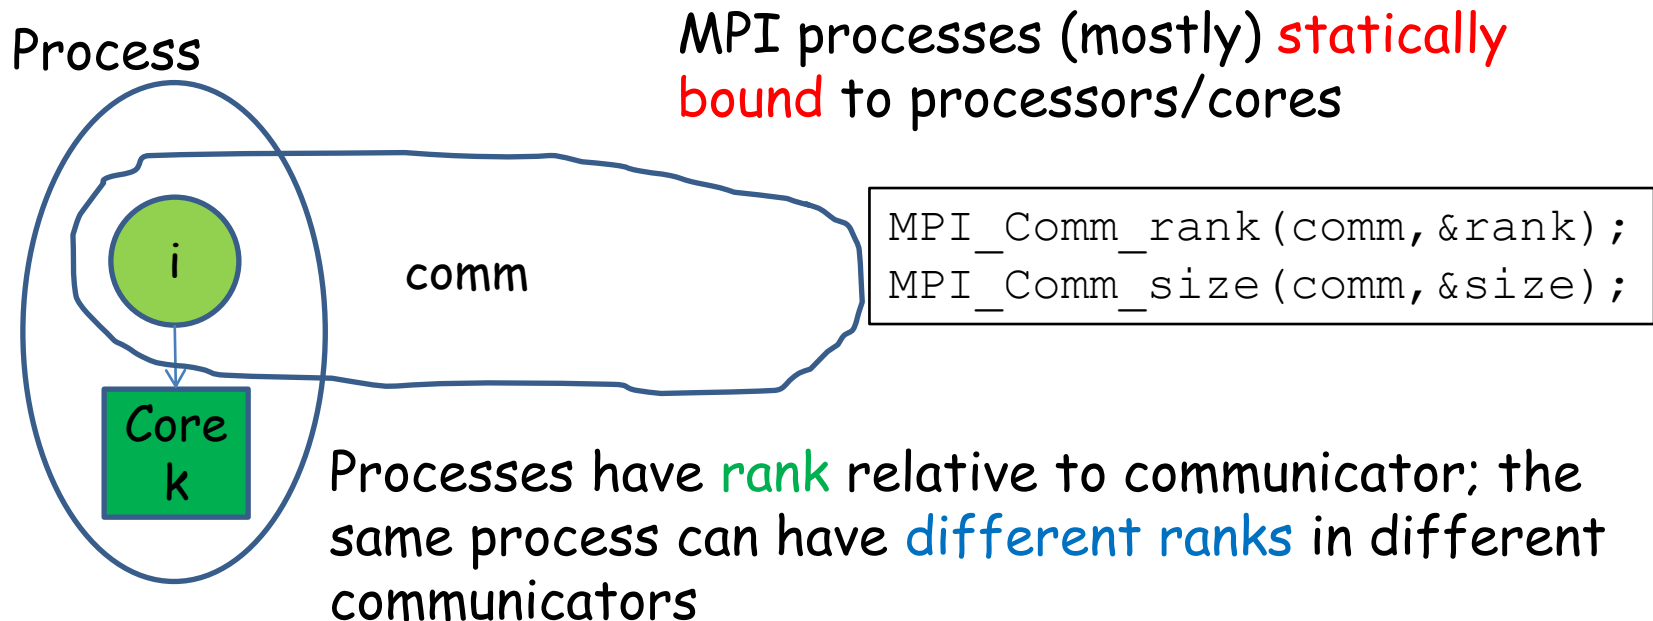 Process
MPI processes (mostly) statically
bound to processors/cores
i
comm
MPI_Comm_rank(comm,&rank);
MPI_Comm_size(comm,&size);
Core
k
Processes have rank relative to communicator; the
same process can have different ranks in different
communicators